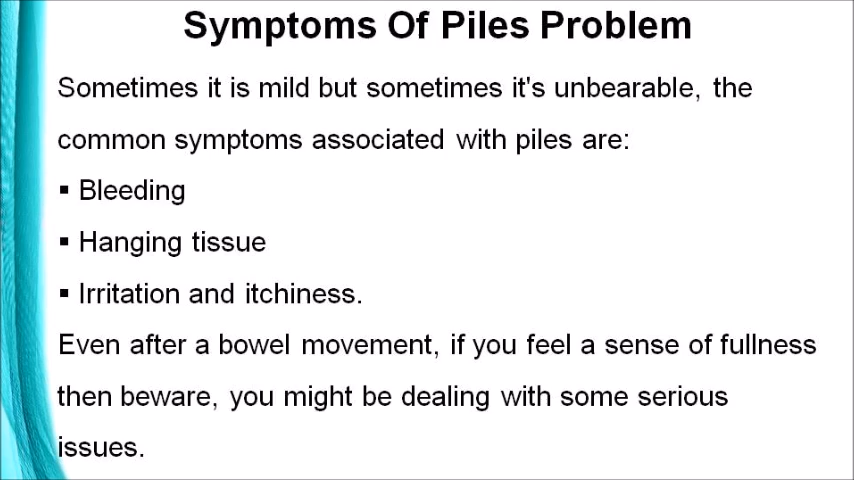 Symptoms Of Piles Problem
Sometimes it is mild but sometimes it's unbearable, the
common symptoms associated with piles are:
▪ Bleeding
▪ Hanging tissue
▪ Irritation and itchiness.
Even after a bowel movement, if you feel a sense of fullness
then beware, you might be dealing with some serious
issues.